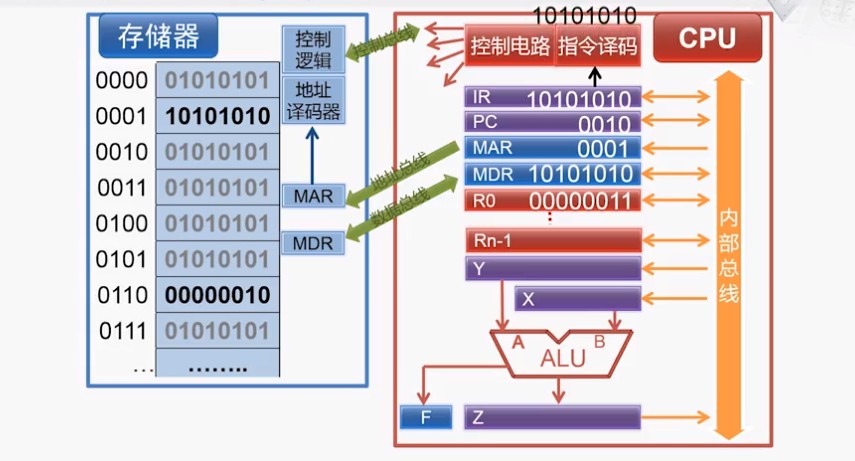 存储器
控制
逻辑
地址
译码器
MAR
MDR
0000 01010101
0001 10101010
0010 01010101
0011 01010101
0100 01010101
0101 01010101
0110 00000010
0111 01010101
... ........
控制总线
地址总线
数据总线
10101010
控制电路 指令译码
CPU
IR 10101010
PC 0010
MAR 0001
MDR 10101010
R0 00000011
Rn-1
Y
X
A B
ALU
F
Z
内部总线